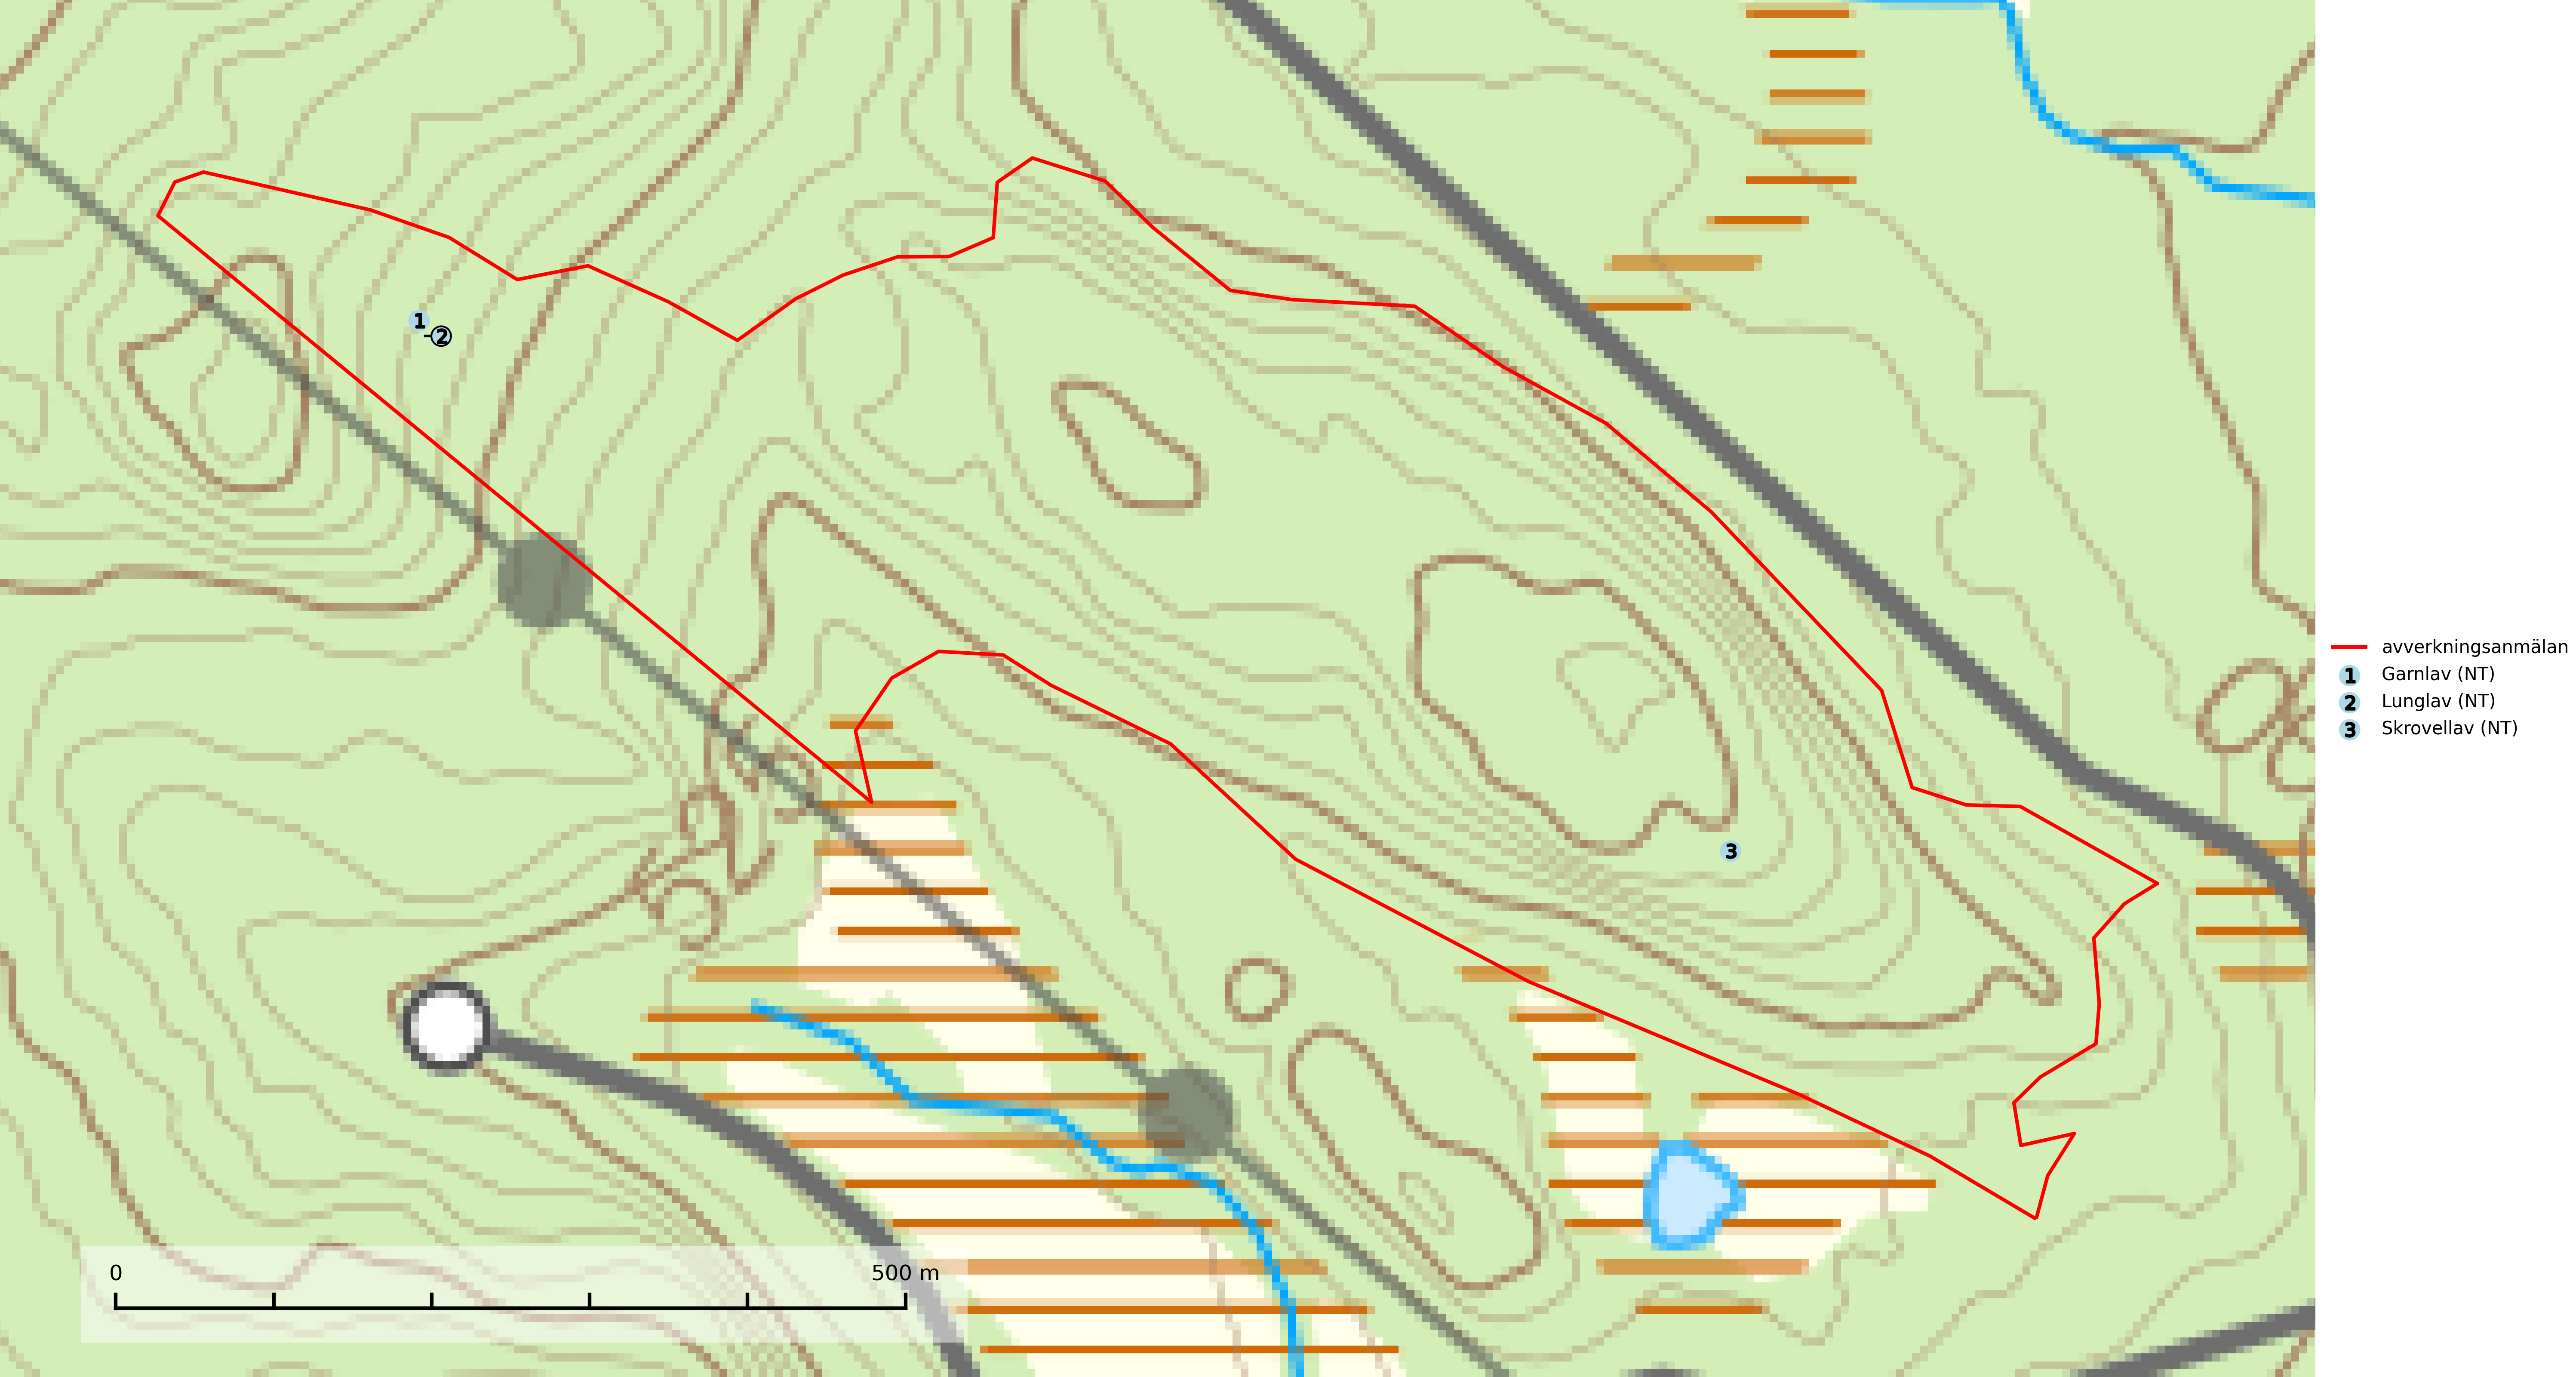 1
2
3
0 500 m
avverkningsanmälan
1 Garnlav (NT)
2 Lunglav (NT)
3 Skrovellav (NT)